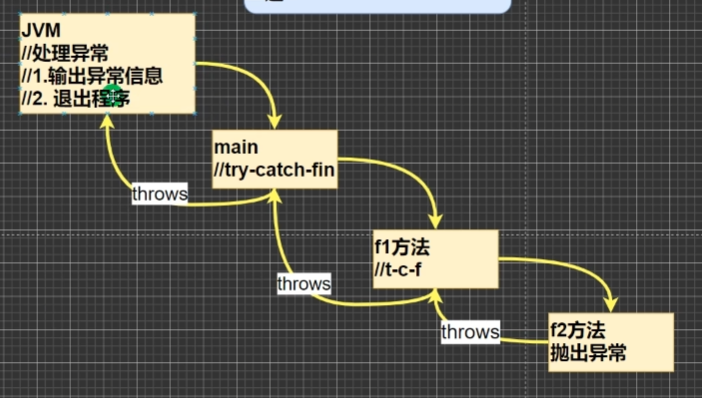 JVM
//处理异常
//1.输出异常信息
//2. 退出程序
main
//try-catch-fin
throws
f1方法
//t-c-f
throws
f2方法
抛出异常
throws